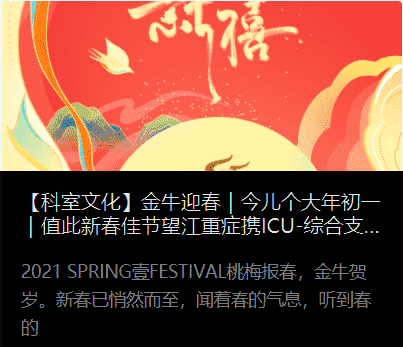 新禧
【科室文化】金牛迎春｜今儿个大年初一
｜值此新春佳节望江重症携ICU-综合支...
2021 SPRING壹FESTIVAL桃梅报春，金牛贺
岁。新春已悄然而至，闻着春的气息，听到春
的